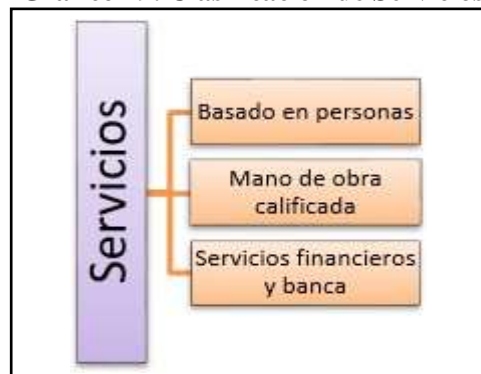 Servicios
Basado en personas
Mano de obra
calificada
Servicios financieros
y banca